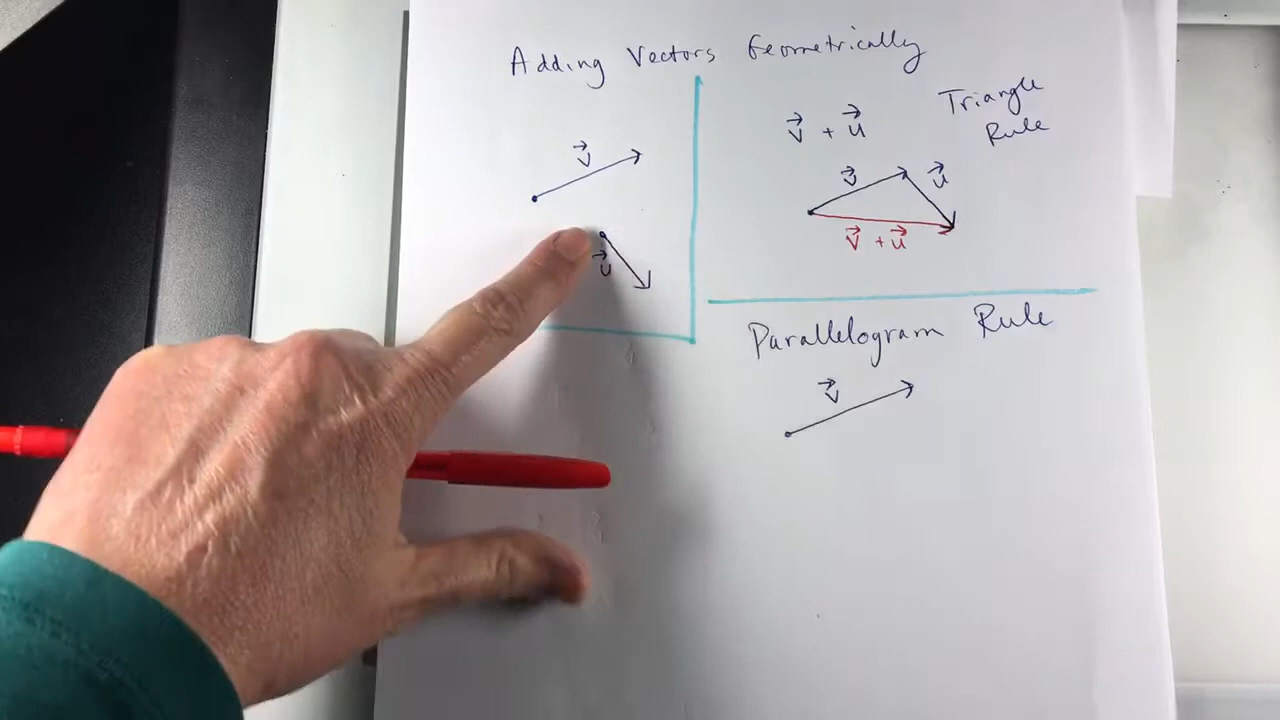 Adding Vectors Geometrically
v⃗
u⃗
v⃗ + u⃗
Triangle
Rule
v⃗ u⃗
v⃗ + u⃗
Parallelogram Rule
v⃗